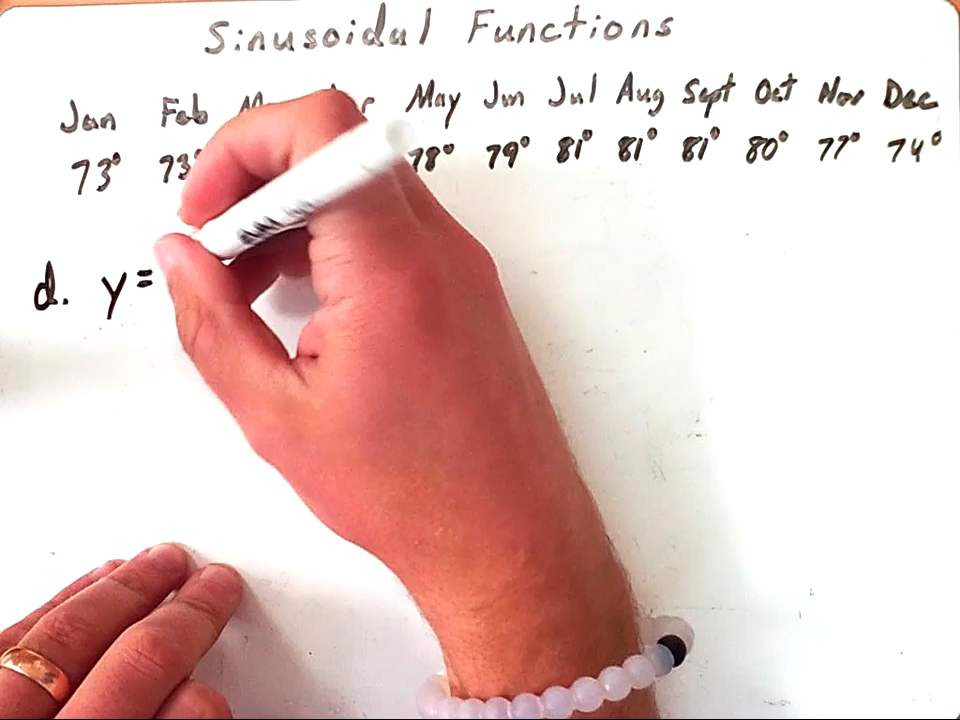 Sinusoidal Functions
Jan Feb May Jun Jul Aug Sept Oct Nov Dec
73° 73° 78° 79° 81° 81° 81° 80° 77° 74°
d. y=